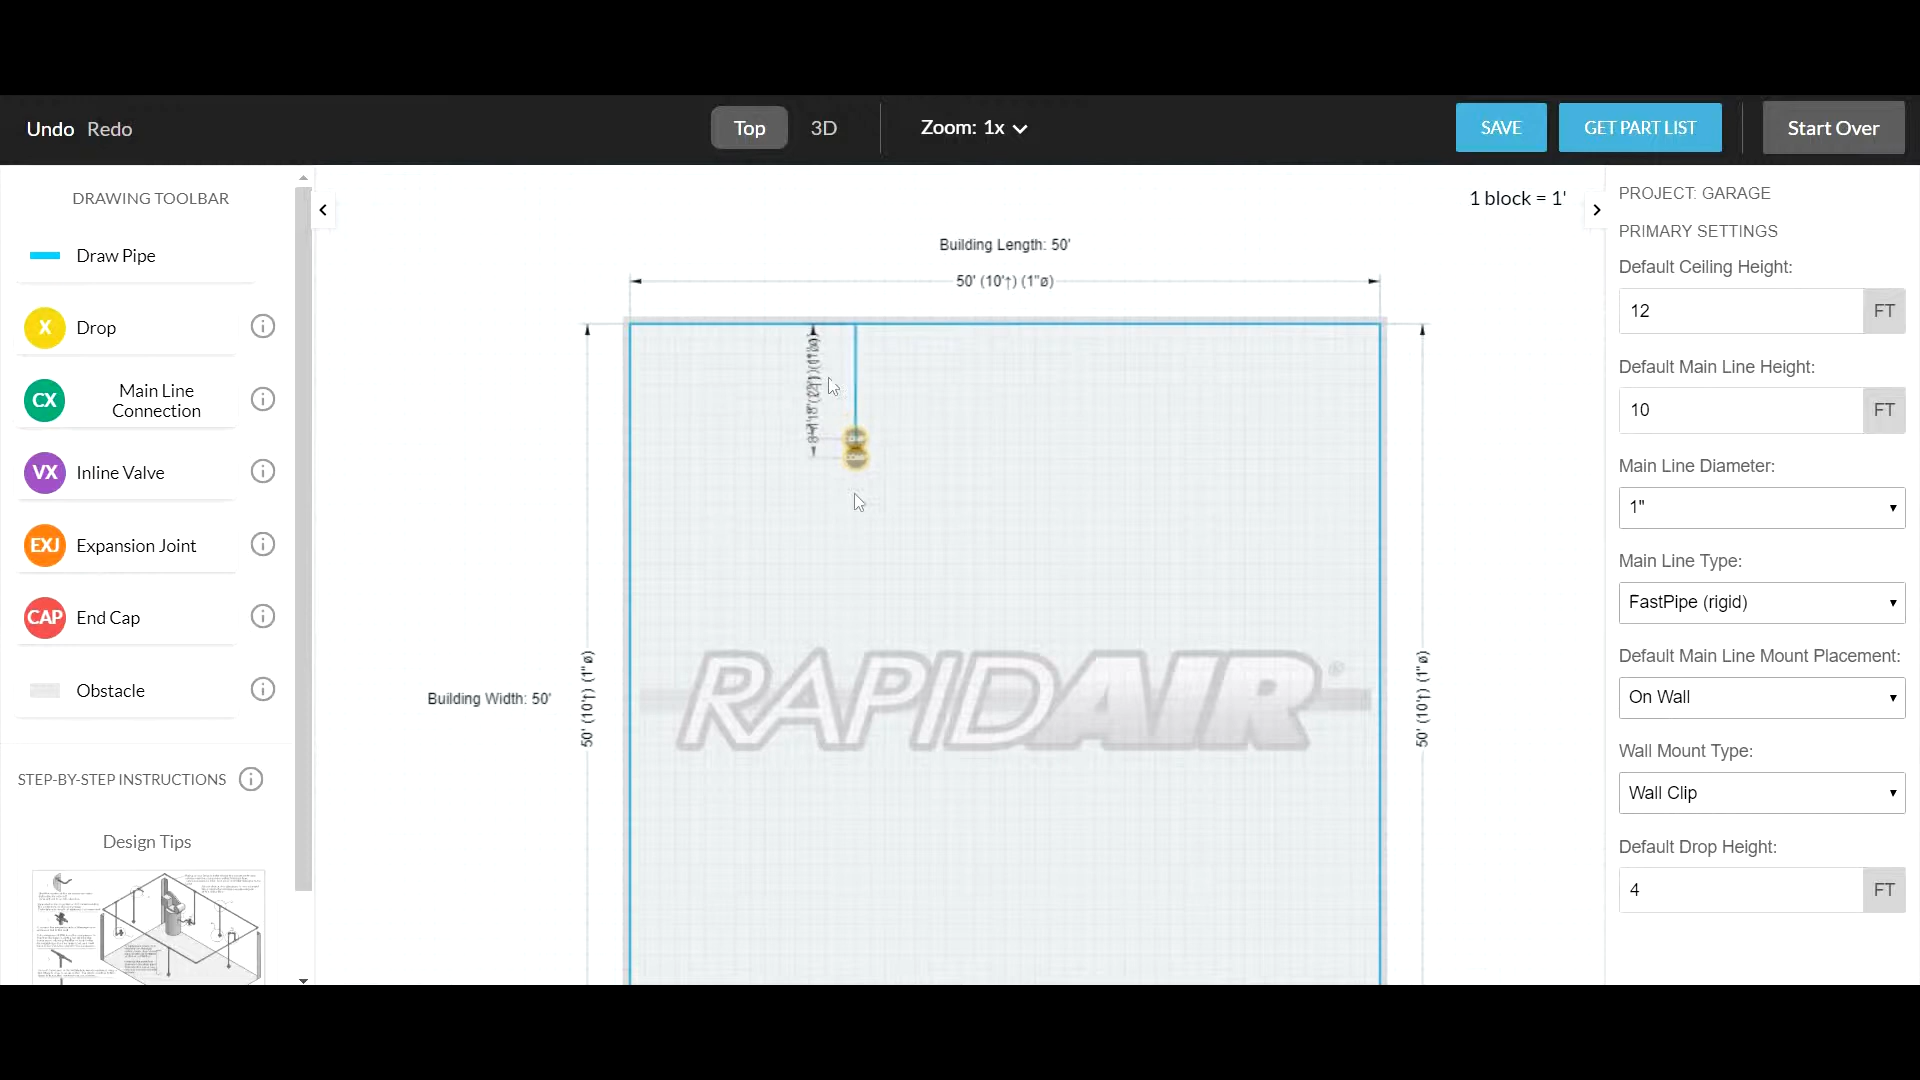 Undo Redo
Top 3D
Zoom: 1x
SAVE
GET PART LIST
Start Over
DRAWING TOOLBAR
Draw Pipe
X Drop
CX Main Line
Connection
VX Inline Valve
EXJ Expansion Joint
CAP End Cap
Obstacle
STEP-BY-STEP INSTRUCTIONS
Design Tips
1 block = 1'
Building Length: 50'
50' (10'↑) (1"ø)
Building Width: 50'
50' (10'↑) (1"ø)
RAPIDAIR®
50' (10'↑) (1"ø)
PROJECT: GARAGE
PRIMARY SETTINGS
Default Ceiling Height:
12 FT
Default Main Line Height:
10 FT
Main Line Diameter:
1"
Main Line Type:
FastPipe (rigid)
Default Main Line Mount Placement:
On Wall
Wall Mount Type:
Wall Clip
Default Drop Height:
4 FT